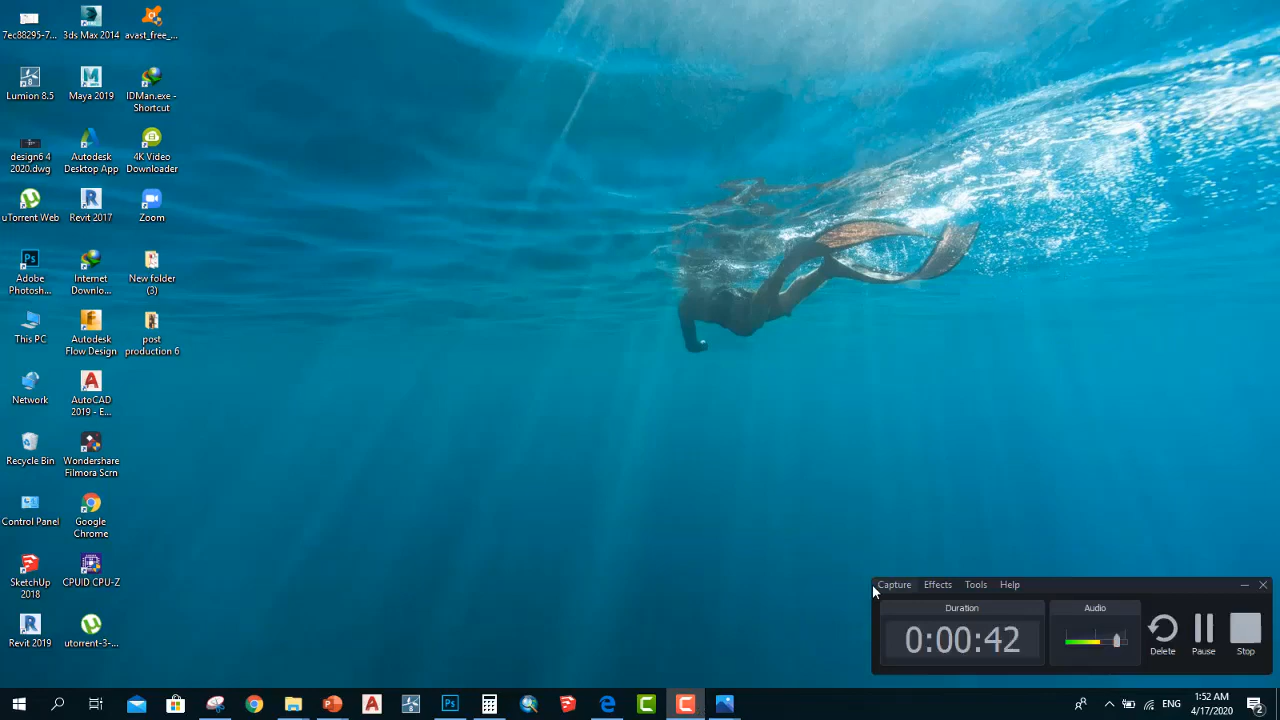 7ec88295-7...
3ds Max 2014
avast_free_...
Lumion 8.5
Maya 2019
IDMan.exe -
Shortcut
design6 4
2020.dwg
Autodesk
Desktop App
4K Video
Downloader
uTorrent Web
Revit 2017
Zoom
Adobe
Photosh...
Internet
Downlo...
New folder
(3)
This PC
Autodesk
Flow Design
post
production 6
Network
AutoCAD
2019 - E...
Recycle Bin
Wondershare
Filmora Scrn
Control Panel
Google
Chrome
SketchUp
2018
CPUID CPU-Z
Revit 2019
utorrent-3-...
Capture Effects Tools Help
Duration
Audio
0:00:42
Delete
Pause
Stop
ENG
1:52 AM
4/17/2020
2